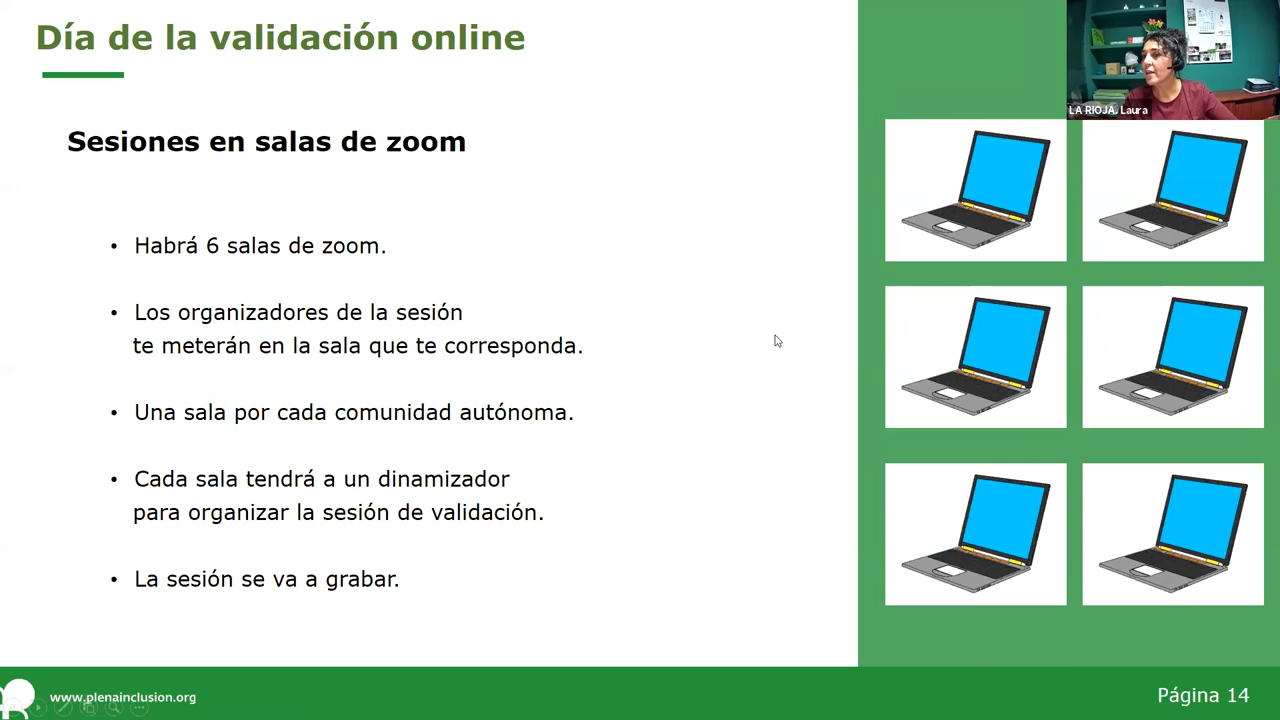 Día de la validación online
LA RIOJA, Laura
Sesiones en salas de zoom
• Habrá 6 salas de zoom.
• Los organizadores de la sesión
te meterán en la sala que te corresponda.
• Una sala por cada comunidad autónoma.
• Cada sala tendrá a un dinamizador
para organizar la sesión de validación.
• La sesión se va a grabar.
www.plenainclusion.org
Página 14